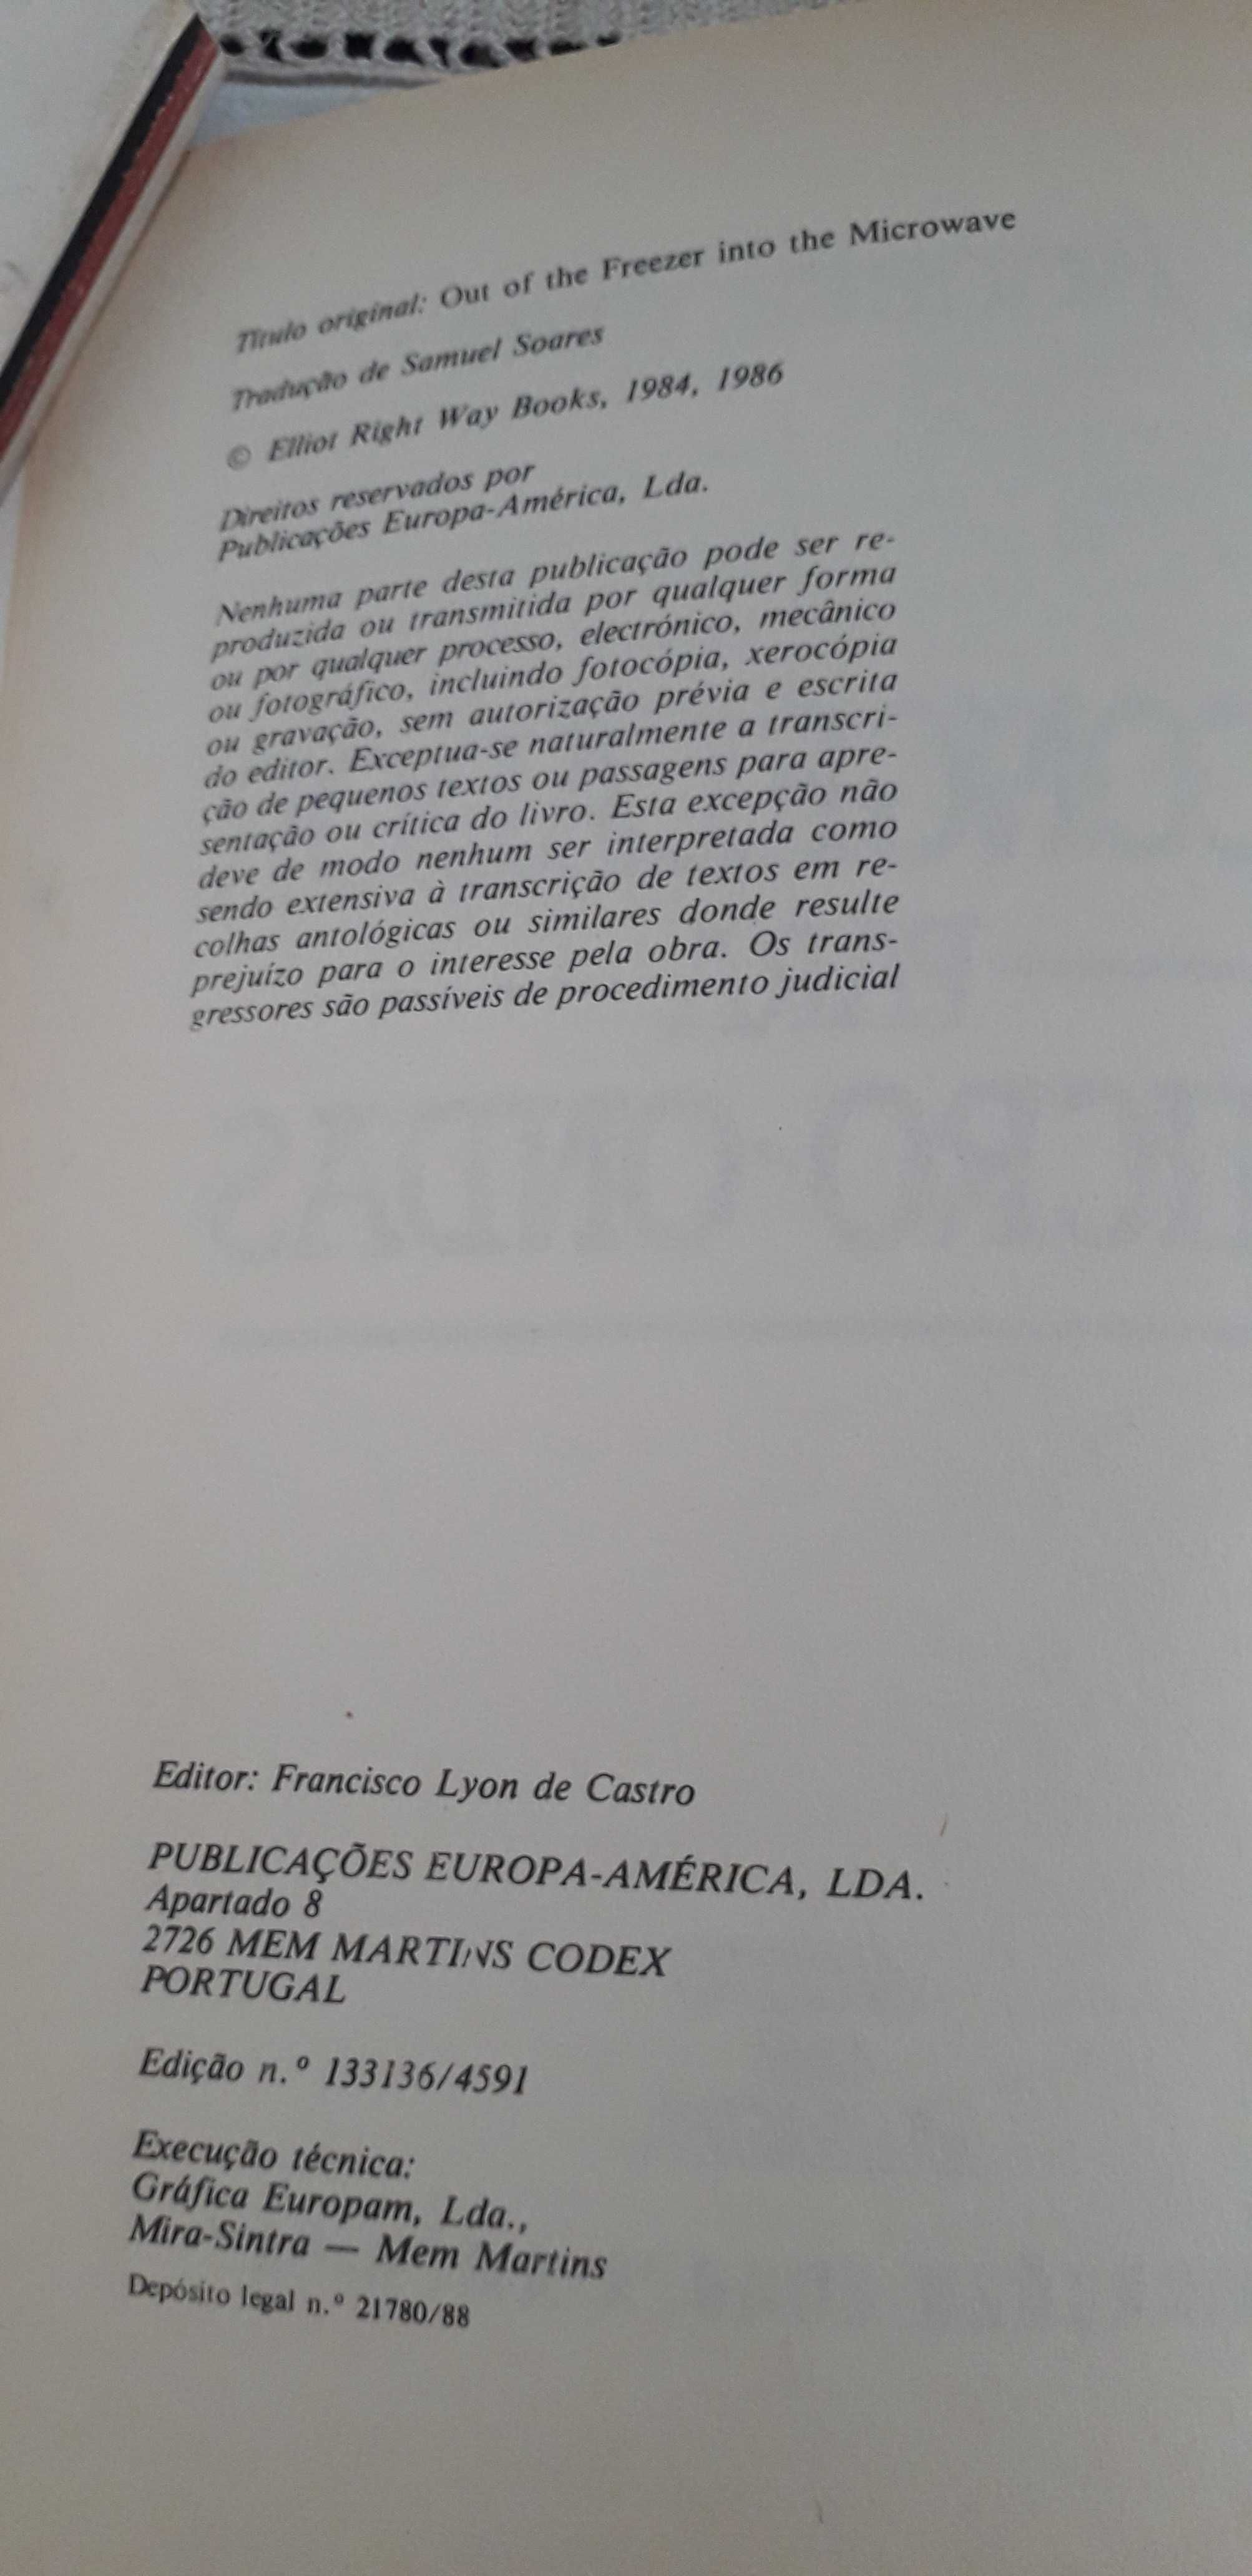 Título original: Out of the Freezer into the Microwave
Tradução de Samuel Soares
© Elliot Right Way Books, 1984, 1986
Direitos reservados por
Publicações Europa-América, Lda.
Nenhuma parte desta publicação pode ser re-
produzida ou transmitida por qualquer forma
ou por qualquer processo, electrónico, mecânico
ou fotográfico, incluindo fotocópia, xerocópia
ou gravação, sem autorização prévia e escrita
do editor. Exceptua-se naturalmente a transcri-
ção de pequenos textos ou passagens para apre-
sentação ou crítica do livro. Esta excepção não
deve de modo nenhum ser interpretada como
sendo extensiva à transcrição de textos em re-
colhas antológicas ou similares donde resulte
prejuízo para o interesse pela obra. Os trans-
gressores são passíveis de procedimento judicial
Editor: Francisco Lyon de Castro
PUBLICAÇÕES EUROPA-AMÉRICA, LDA.
Apartado 8
2726 MEM MARTINS CODEX
PORTUGAL
Edição n.º 133136/4591
Execução técnica:
Gráfica Europam, Lda.,
Mira-Sintra — Mem Martins
Depósito legal n.º 21780/88